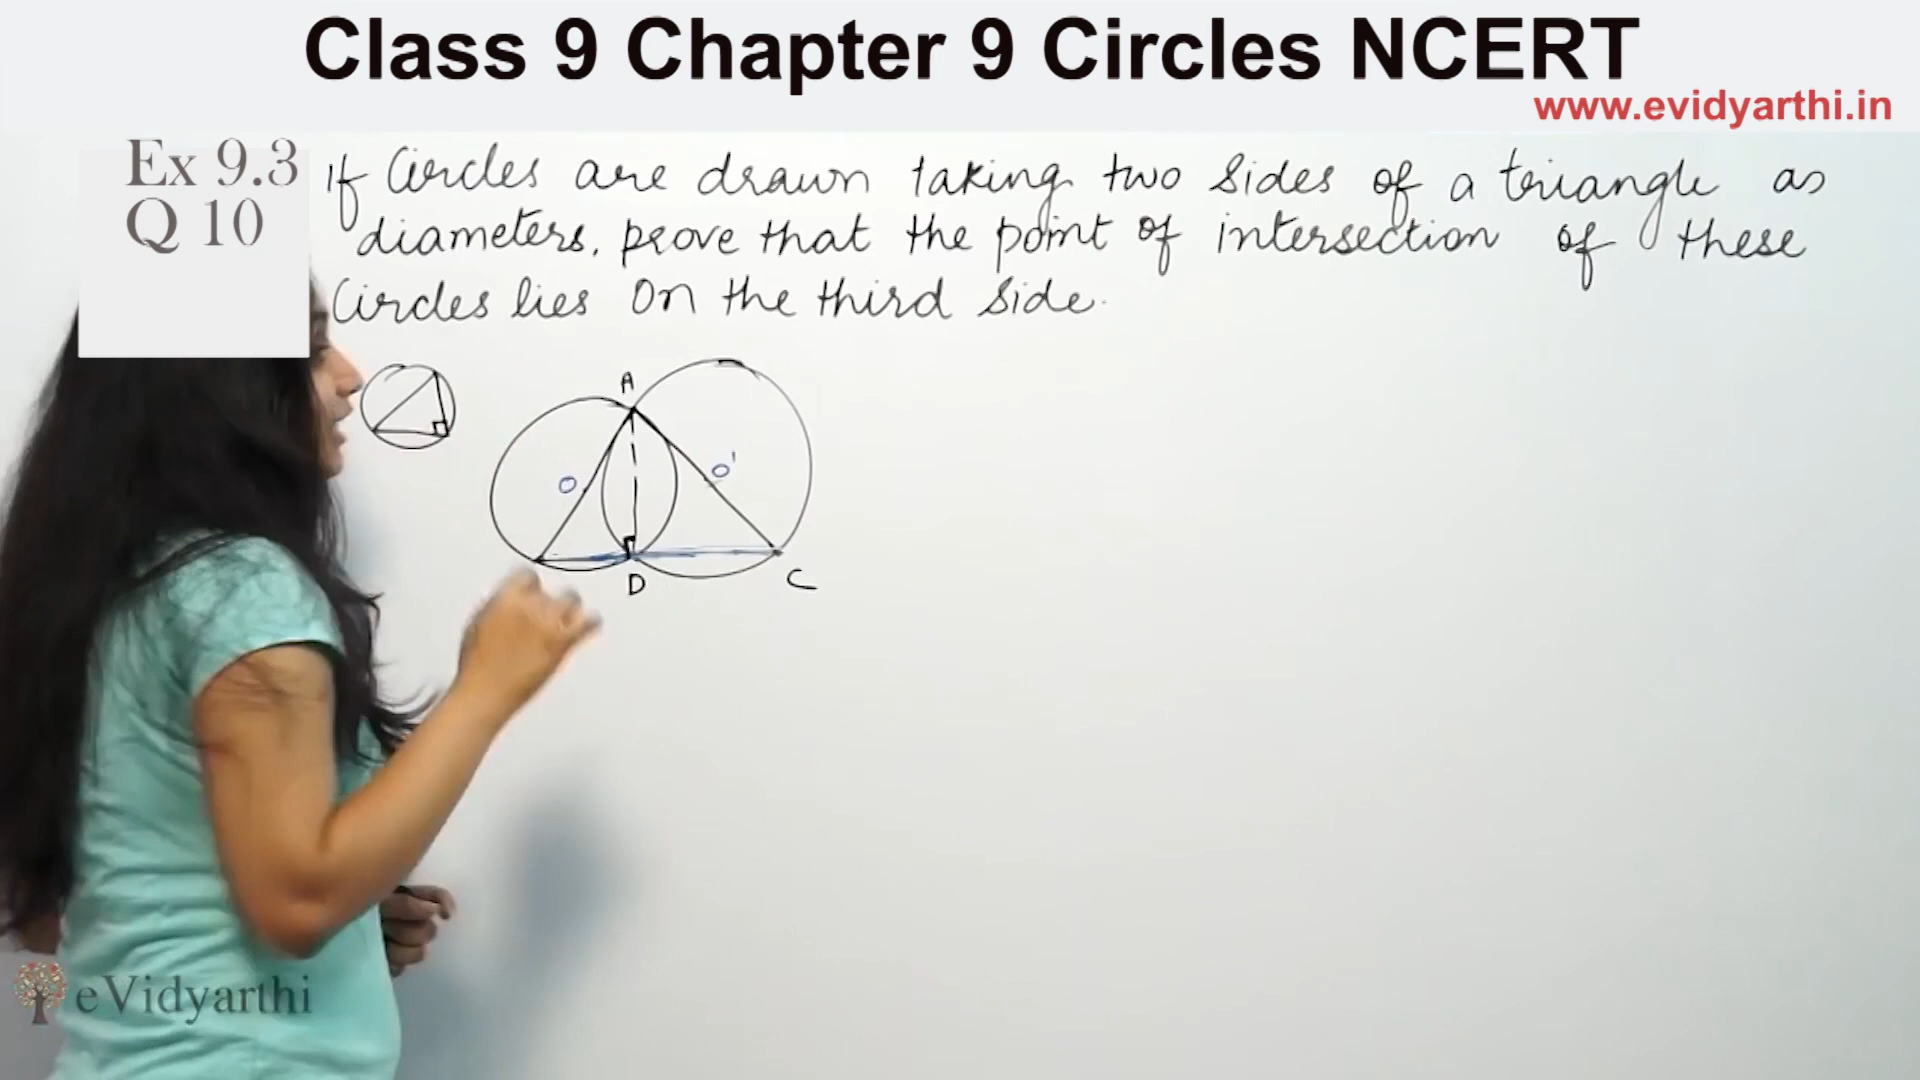 Class 9 Chapter 9 Circles NCERT
www.evidyarthi.in
Ex 9.3
Q 10
If Circles are drawn taking two sides of a triangle as
diameters, prove that the point of intersection of these
Circles lies On the third Side.
A
O
O'
D
C
eVidyarthi